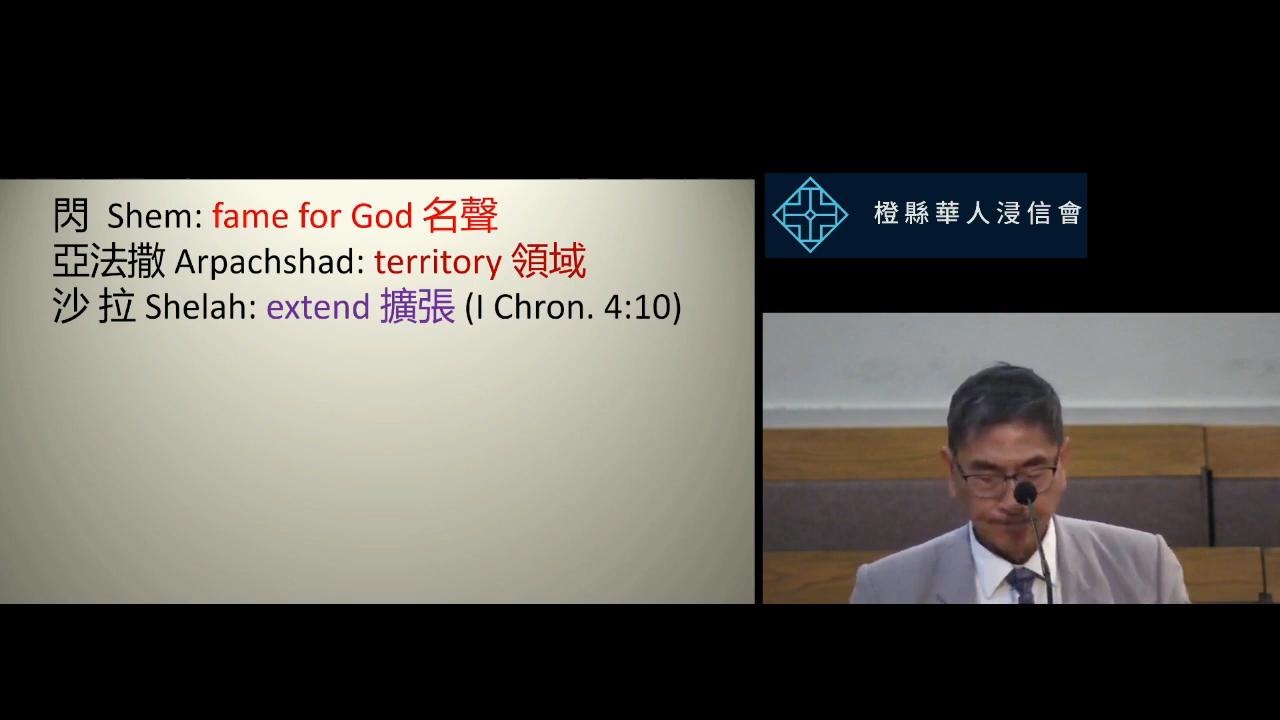 閃 Shem: fame for God 名聲
亞法撒 Arpachshad: territory 領域
沙 拉 Shelah: extend 擴張 (I Chron. 4:10)
橙縣華人浸信會